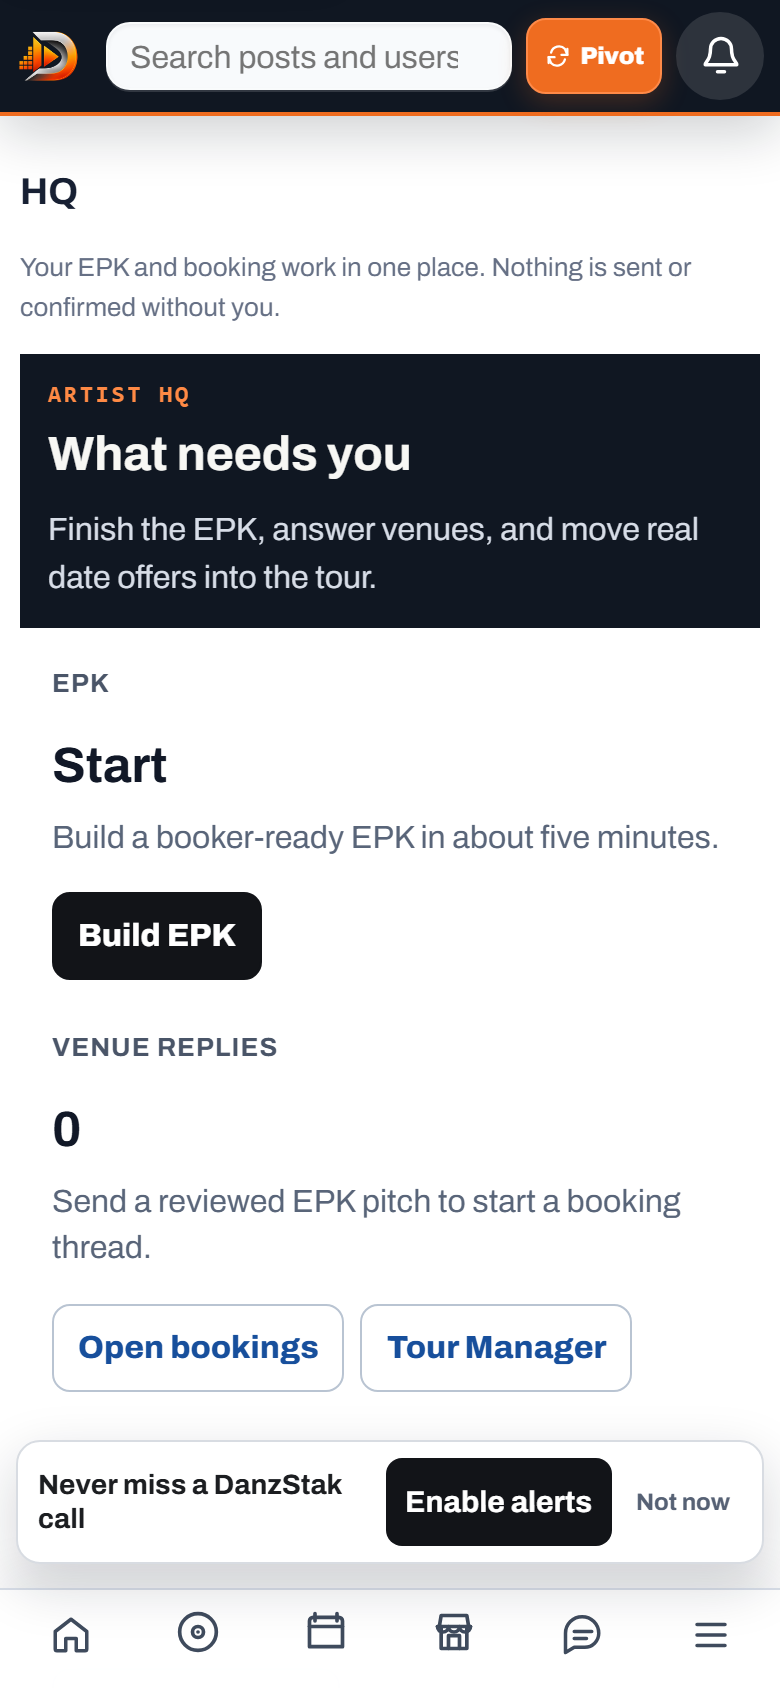 Search posts and users
Pivot
HQ
Your EPK and booking work in one place. Nothing is sent or
confirmed without you.
ARTIST HQ
What needs you
Finish the EPK, answer venues, and move real
date offers into the tour.
EPK
Start
Build a booker-ready EPK in about five minutes.
Build EPK
VENUE REPLIES
0
Send a reviewed EPK pitch to start a booking
thread.
Open bookings
Tour Manager
Never miss a DanzStak
call
Enable alerts
Not now